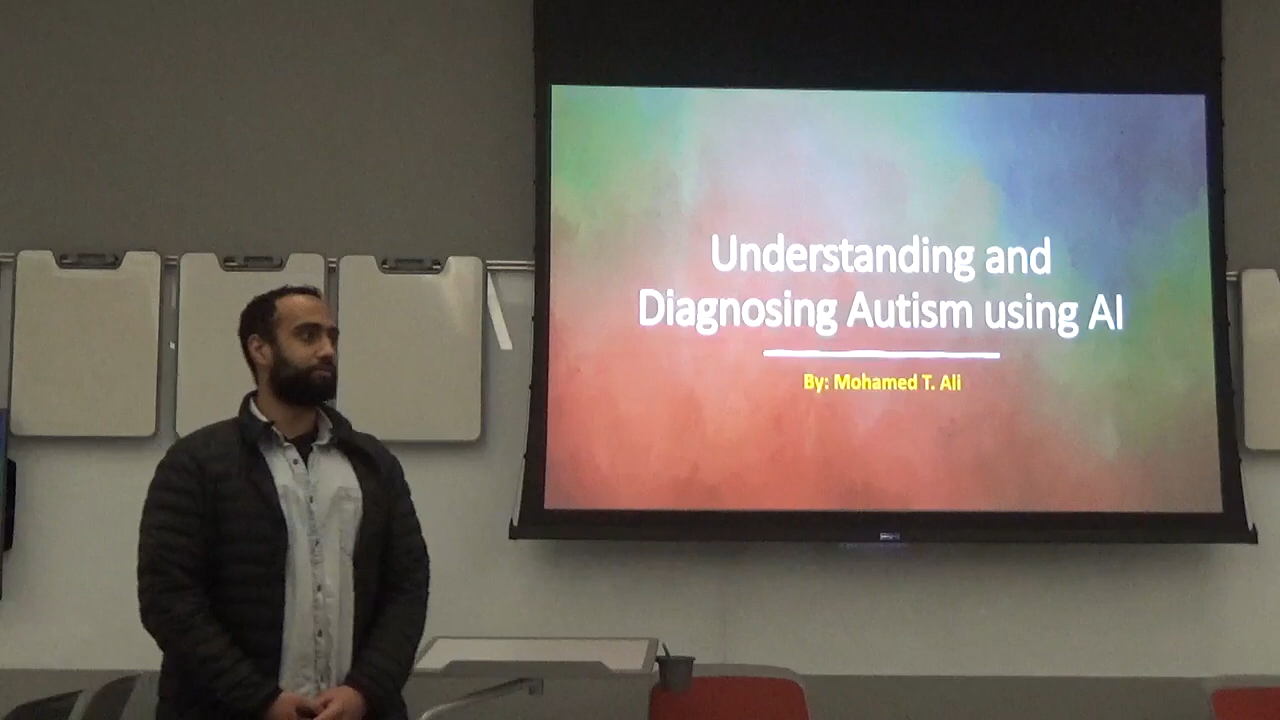 Understanding and
Diagnosing Autism using AI
By: Mohamed T. Ali